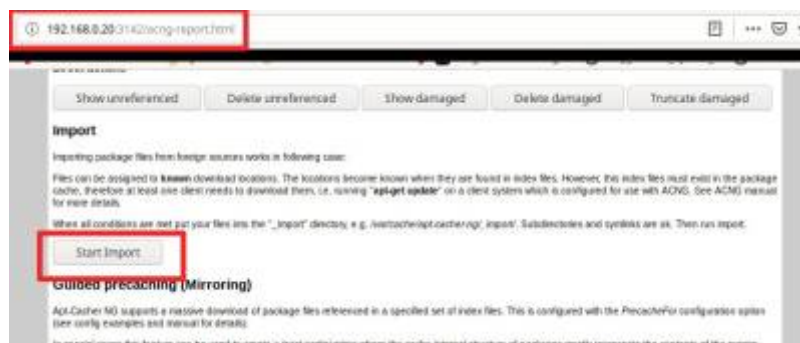 192.168.0.20:3142/acng-report.html
Show unreferenced Delete unreferenced Show damaged Delete damaged Truncate damaged
Import
Importing package files from foreign sources works in following case:
Files can be assigned to known download locations. The locations become known when they are found in index files. However, this index files must exist in the package
cache, therefore at least one client needs to download them, i.e. running "apt-get update" on a client system which is configured for use with ACNG. See ACNG manual
for more details.
When all conditions are met put your files into the "_import" directory, e.g. /var/cache/apt-cacher-ng/_import/. Subdirectories and symlinks are ok. Then run import.
Start Import
Guided precaching (Mirroring)
Apt-Cacher NG supports a massive download of package files referenced in a specified set of index files. This is configured with the PrecacheFor configuration option
(see config examples and manual for details).